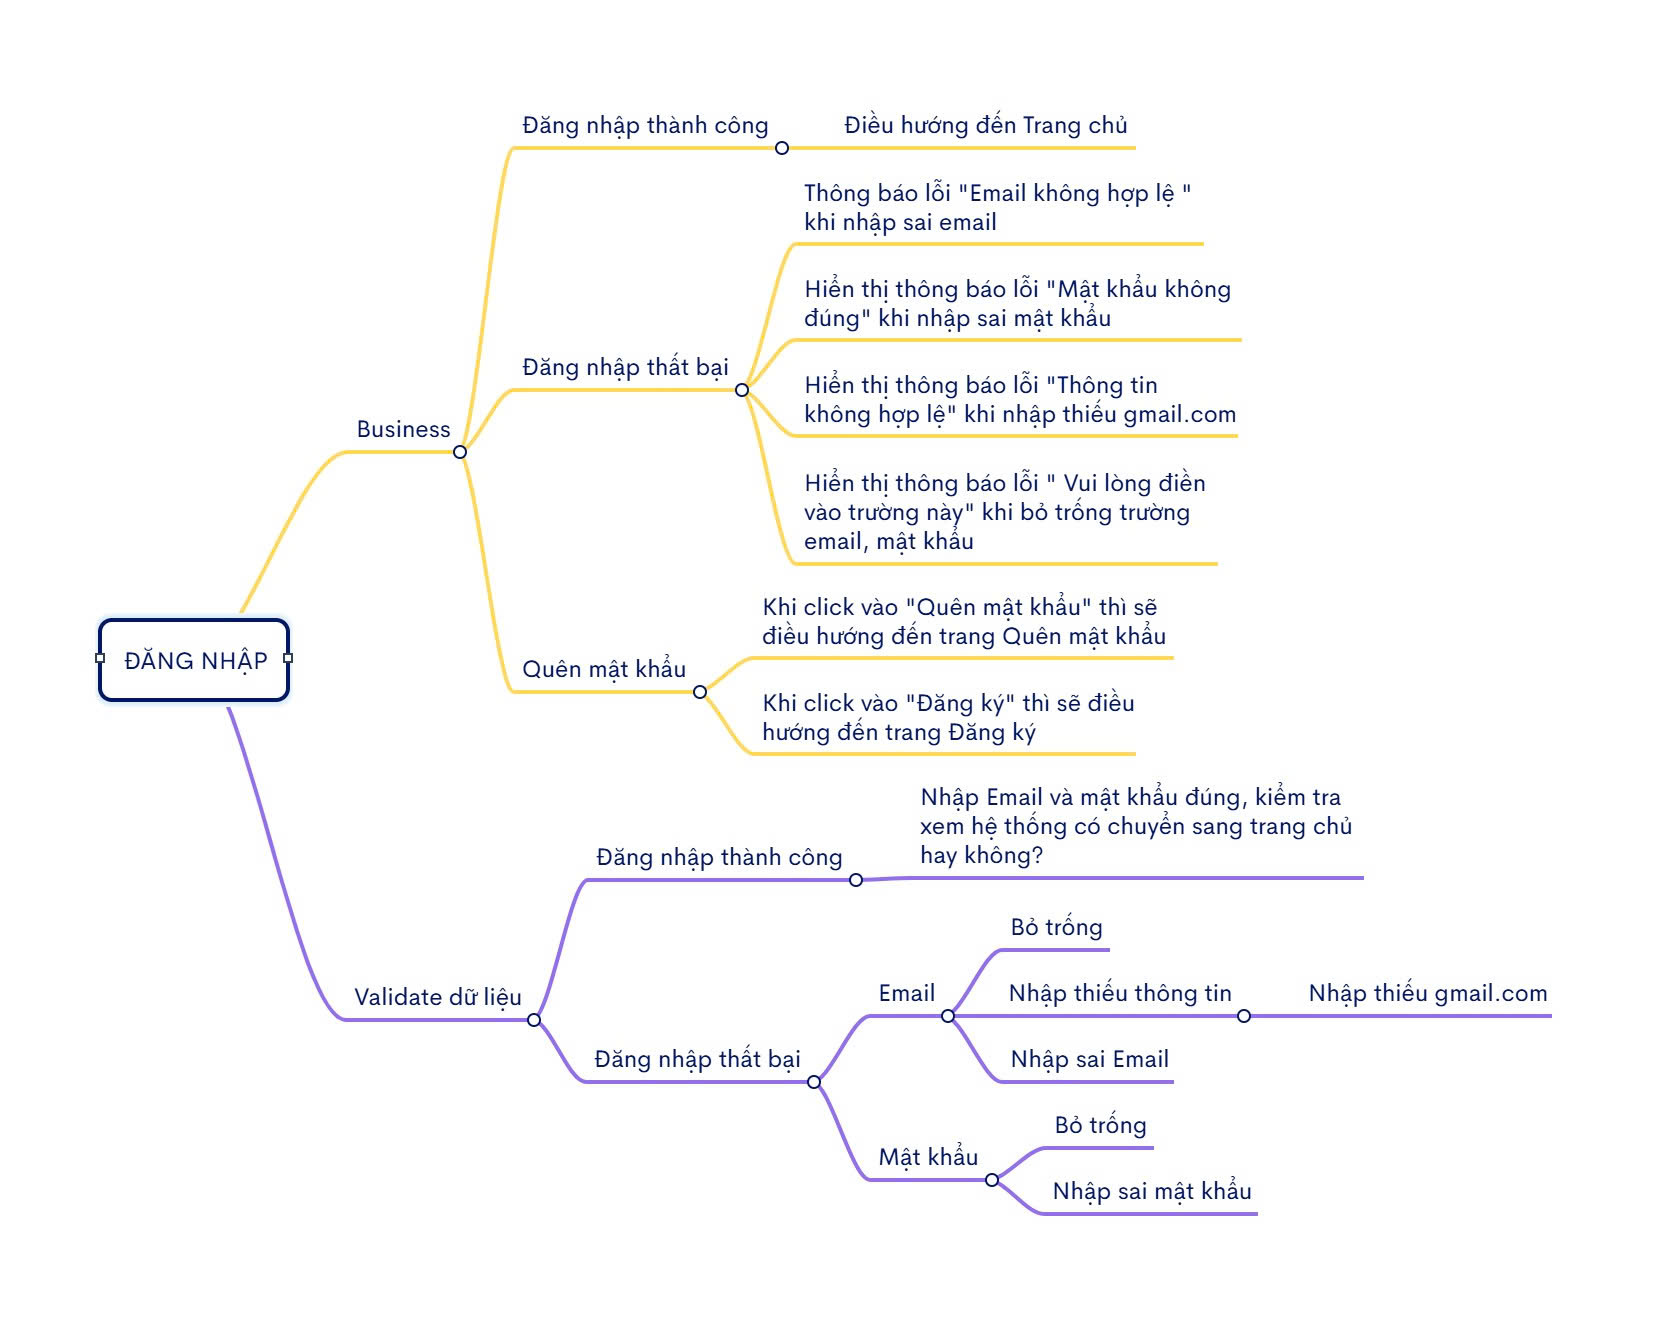 Đăng nhập thành công
Điều hướng đến Trang chủ
Thông báo lỗi "Email không hợp lệ "
khi nhập sai email
Hiển thị thông báo lỗi "Mật khẩu không
đúng" khi nhập sai mật khẩu
Đăng nhập thất bại
Hiển thị thông báo lỗi "Thông tin
không hợp lệ" khi nhập thiếu gmail.com
Business
Hiển thị thông báo lỗi " Vui lòng điền
vào trường này" khi bỏ trống trường
email, mật khẩu
Khi click vào "Quên mật khẩu" thì sẽ
điều hướng đến trang Quên mật khẩu
Quên mật khẩu
Khi click vào "Đăng ký" thì sẽ điều
hướng đến trang Đăng ký
ĐĂNG NHẬP
Nhập Email và mật khẩu đúng, kiểm tra
xem hệ thống có chuyển sang trang chủ
hay không?
Đăng nhập thành công
Validate dữ liệu
Bỏ trống
Email
Nhập thiếu thông tin
Nhập thiếu gmail.com
Nhập sai Email
Đăng nhập thất bại
Bỏ trống
Mật khẩu
Nhập sai mật khẩu